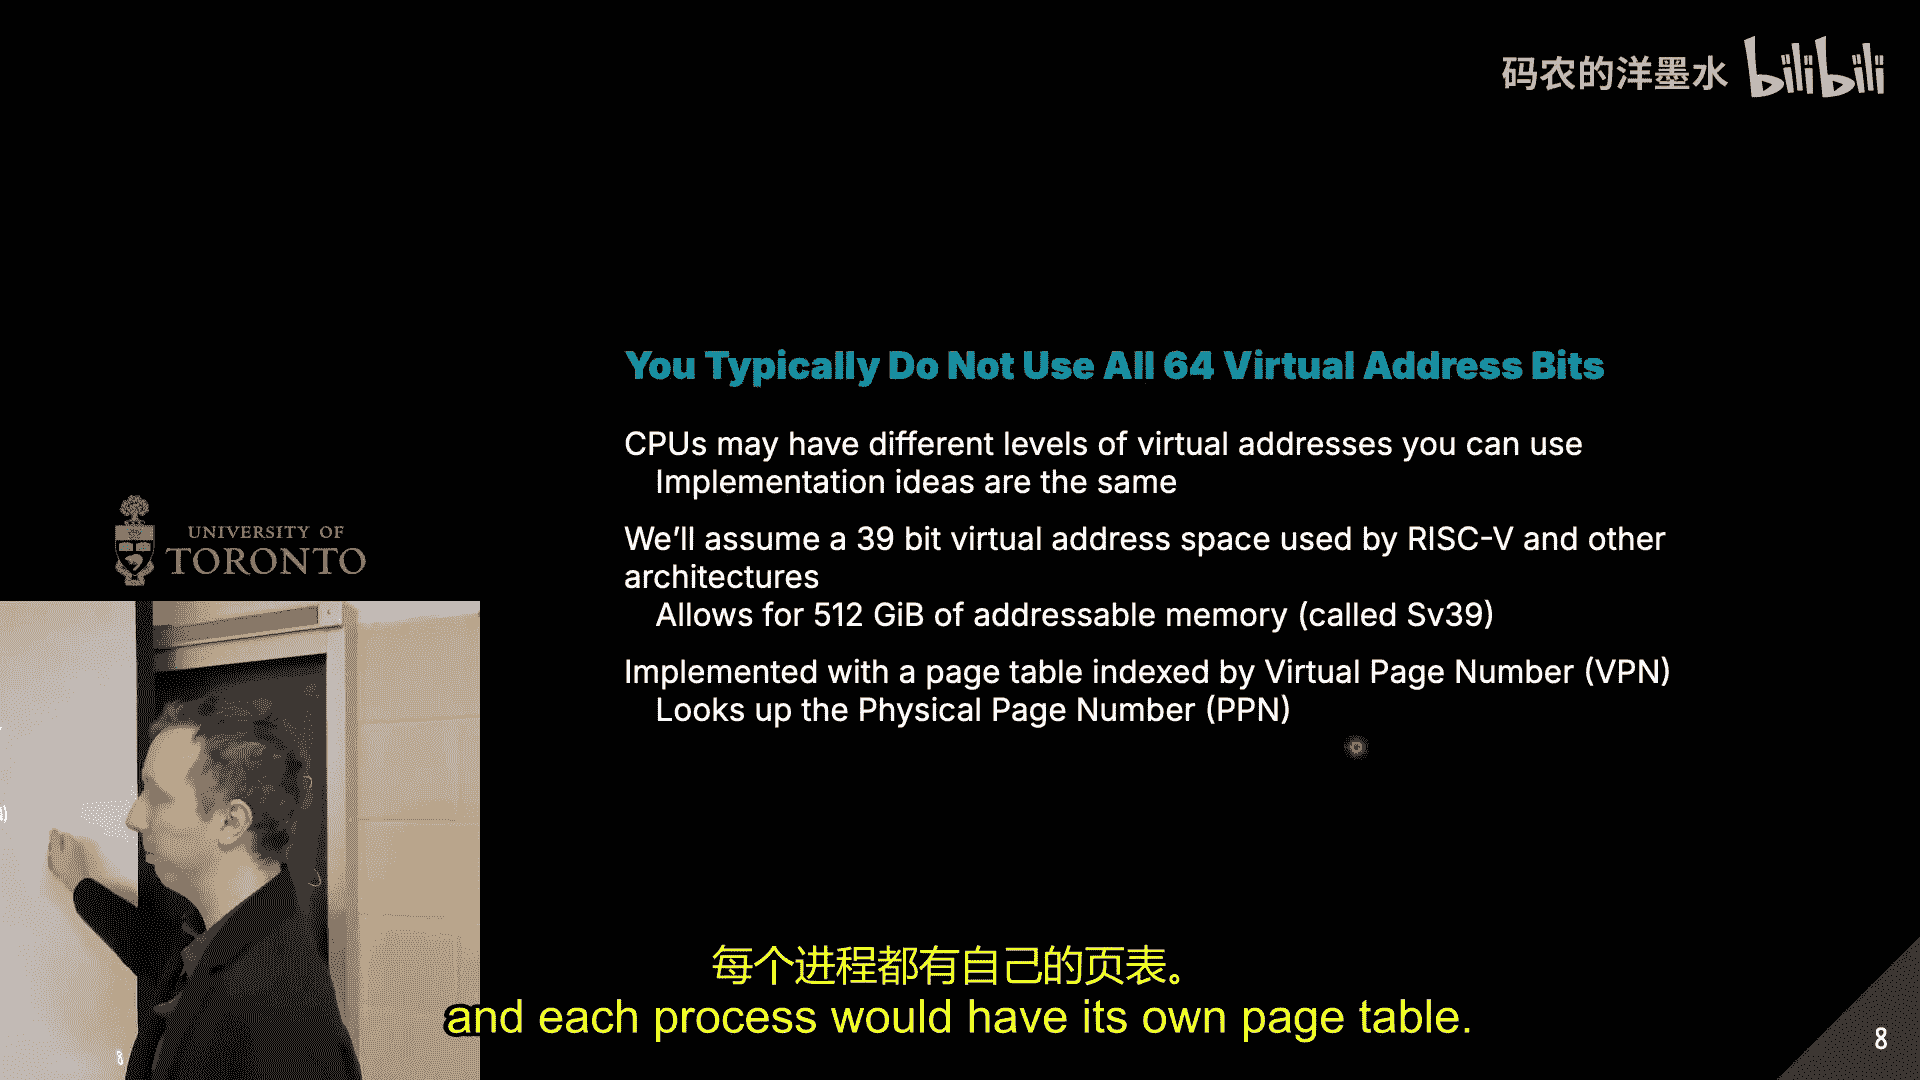 码农的洋墨水 bilibili
You Typically Do Not Use All 64 Virtual Address Bits
CPUs may have different levels of virtual addresses you can use
Implementation ideas are the same
We’ll assume a 39 bit virtual address space used by RISC-V and other
architectures
Allows for 512 GiB of addressable memory (called Sv39)
Implemented with a page table indexed by Virtual Page Number (VPN)
Looks up the Physical Page Number (PPN)
UNIVERSITY OF
TORONTO
每个进程都有自己的页表。
and each process would have its own page table.
8
8